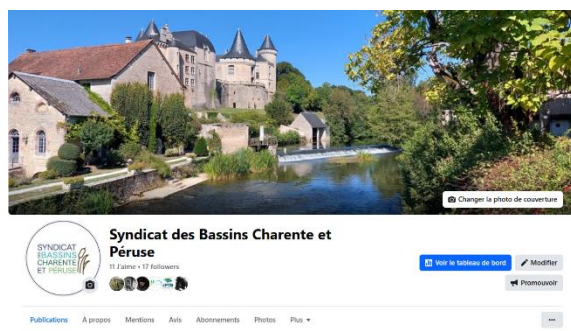 Changer la photo de couverture
SYNDICAT
DES BASSINS
CHARENTE
ET PÉRUSE
Syndicat des Bassins Charente et
Péruse
11 J'aime • 17 followers
Voir le tableau de bord
Modifier
Promouvoir
Publications À propos Mentions Avis Abonnements Photos Plus